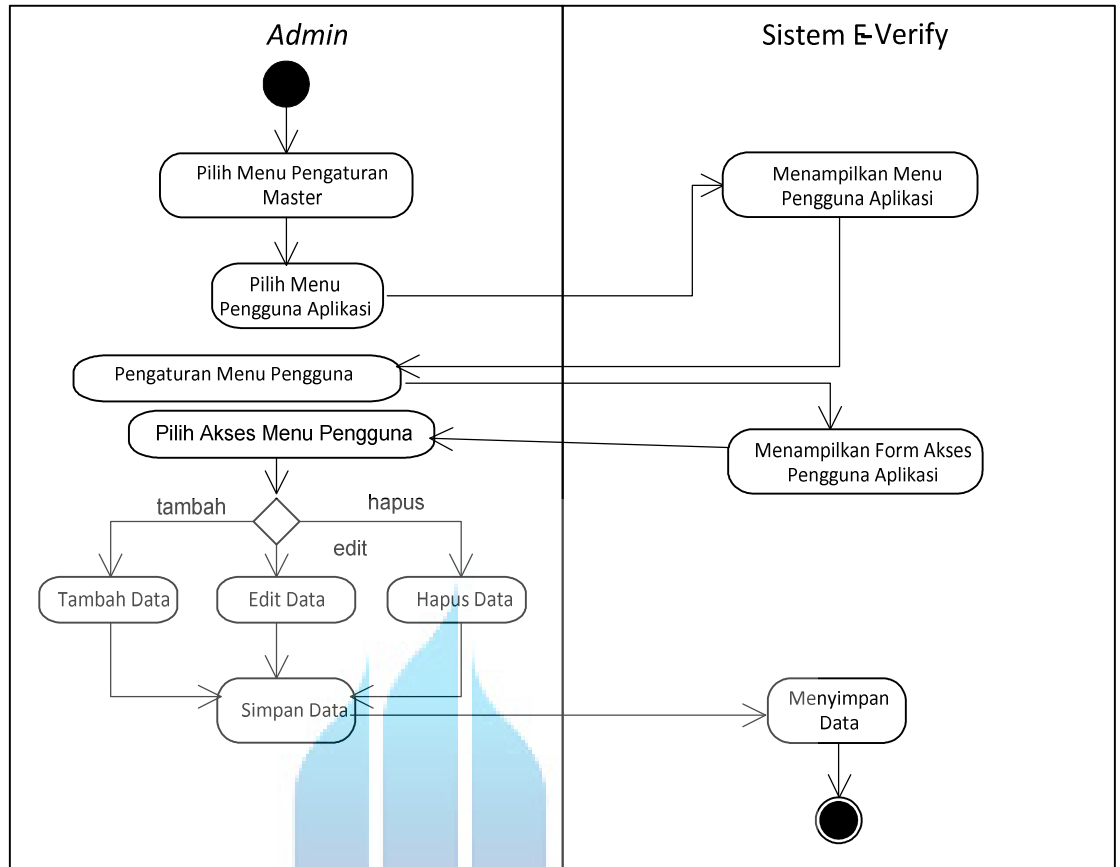 Admin
Sistem E-Verify
Pilih Menu Pengaturan
Master
Menampilkan Menu
Pengguna Aplikasi
Pilih Menu
Pengguna Aplikasi
Pengaturan Menu Pengguna
Pilih Akses Menu Pengguna
Menampilkan Form Akses
Pengguna Aplikasi
tambah
hapus
edit
Tambah Data
Edit Data
Hapus Data
Simpan Data
Menyimpan
Data